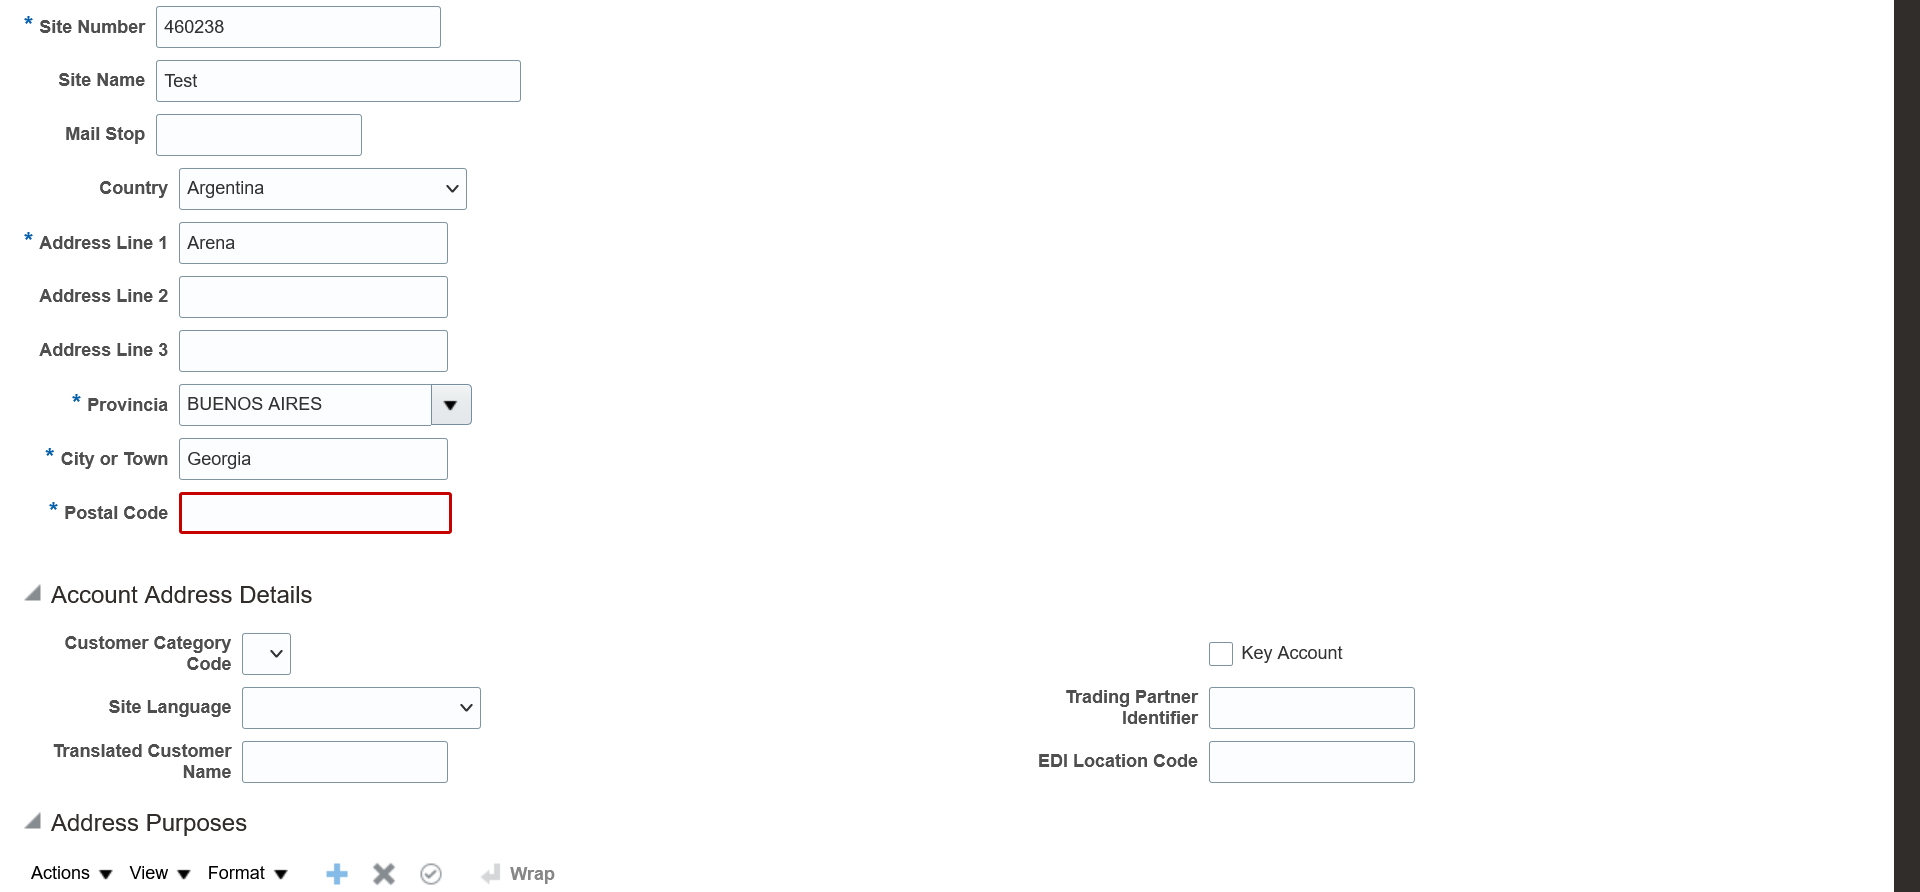 * Site Number 460238
Site Name Test
Mail Stop
Country Argentina
* Address Line 1 Arena
Address Line 2
Address Line 3
* Provincia BUENOS AIRES
* City or Town Georgia
* Postal Code
Account Address Details
Customer Category
Code
Key Account
Site Language
Trading Partner
Identifier
Translated Customer
Name
EDI Location Code
Address Purposes
Actions View Format Wrap